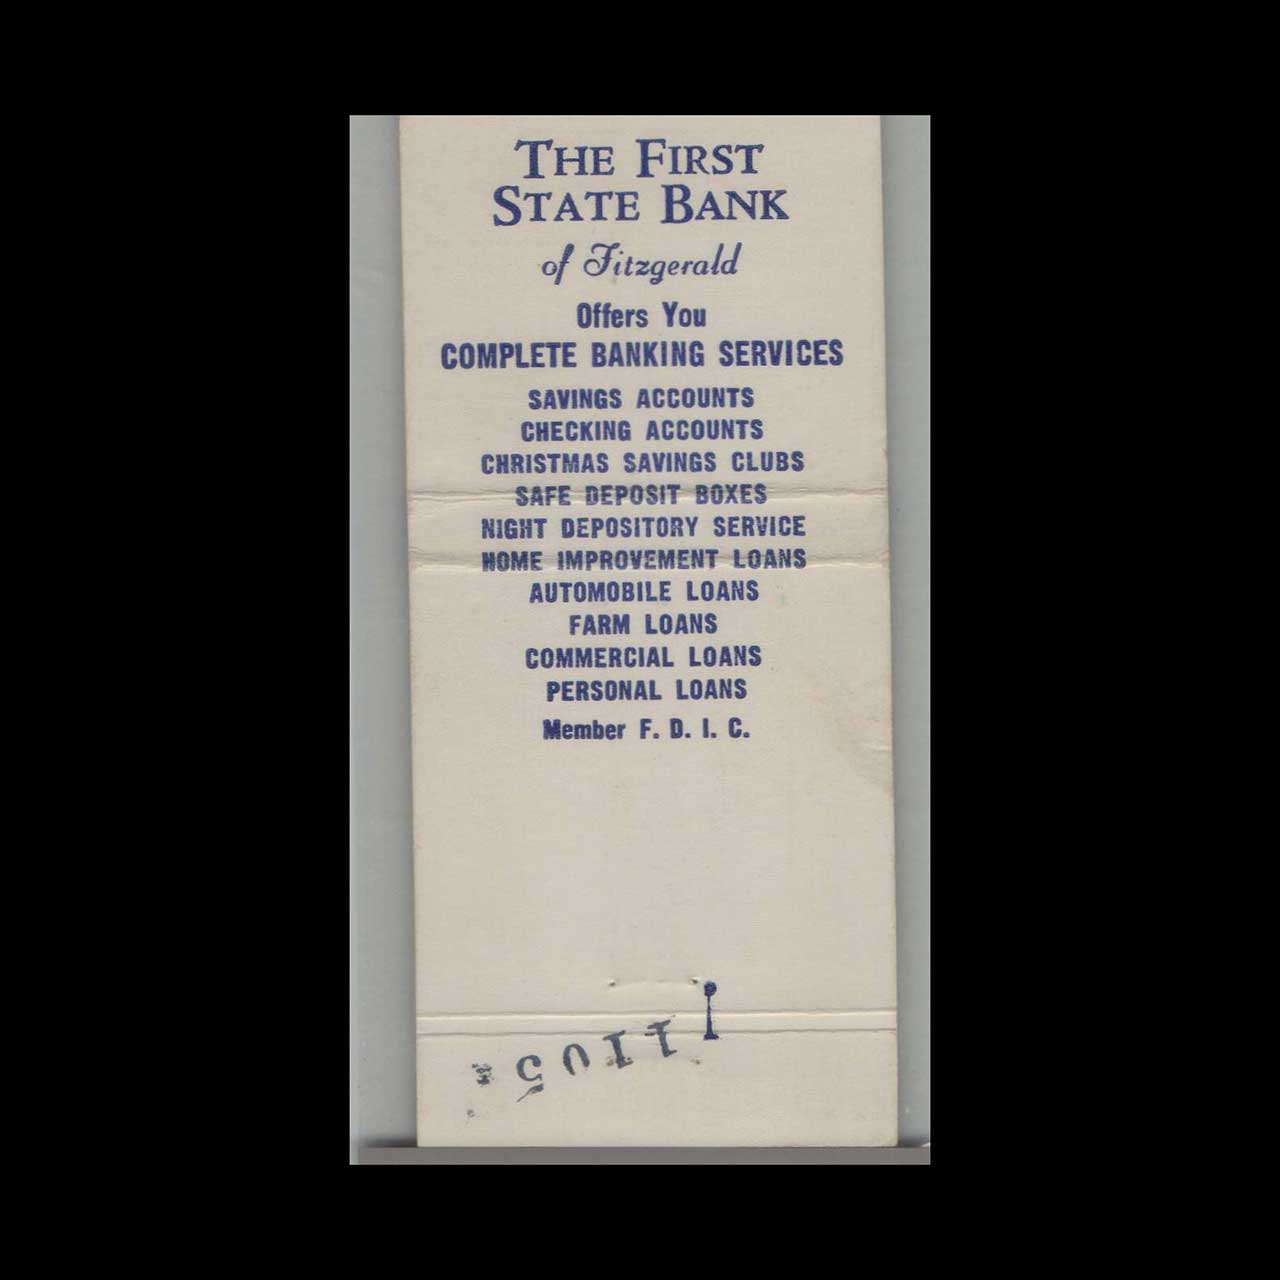 THE FIRST
STATE BANK
of Fitzgerald
Offers You
COMPLETE BANKING SERVICES
SAVINGS ACCOUNTS
CHECKING ACCOUNTS
CHRISTMAS SAVINGS CLUBS
SAFE DEPOSIT BOXES
NIGHT DEPOSITORY SERVICE
HOME IMPROVEMENT LOANS
AUTOMOBILE LOANS
FARM LOANS
COMMERCIAL LOANS
PERSONAL LOANS
Member F. D. I. C.